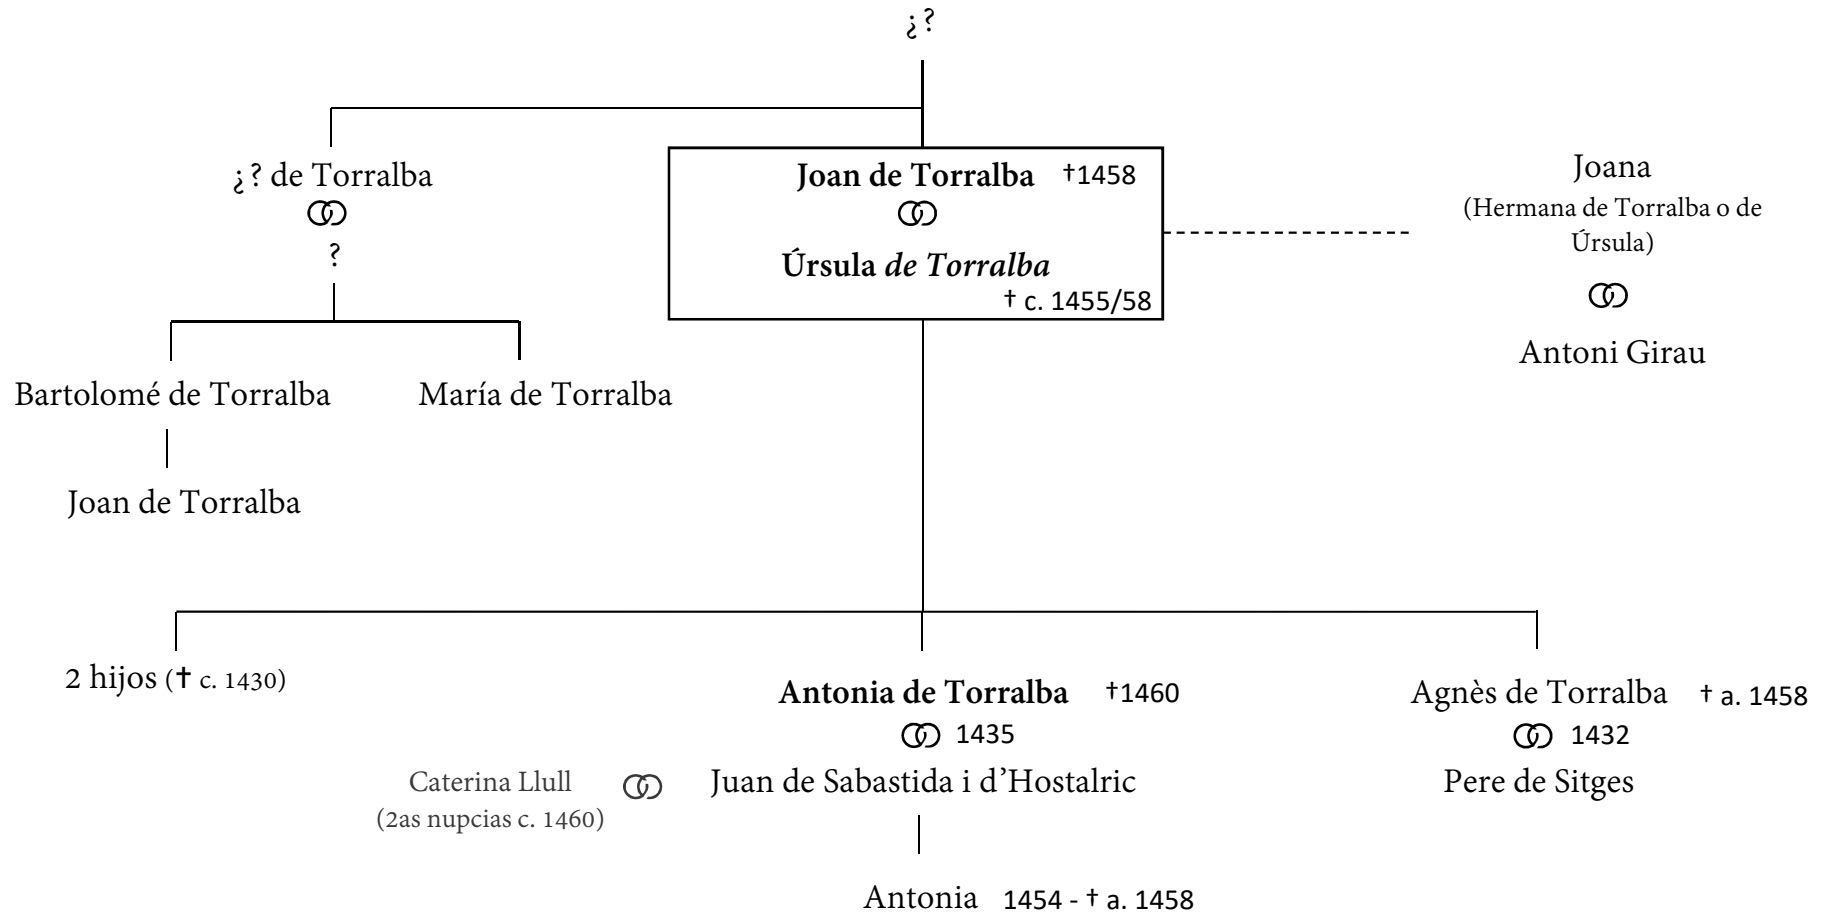 ¿?
¿? de Torralba
?
Joan de Torralba †1458
Úrsula de Torralba
† c. 1455/58
Joana
(Hermana de Torralba o de
Úrsula)
Antoni Girau
Bartolomé de Torralba
María de Torralba
Joan de Torralba
2 hijos († c. 1430)
Antonia de Torralba †1460
1435
Juan de Sabastida i d’Hostalric
Caterina Llull
(2as nupcias c. 1460)
Antonia 1454 - † a. 1458
Agnès de Torralba † a. 1458
1432
Pere de Sitges